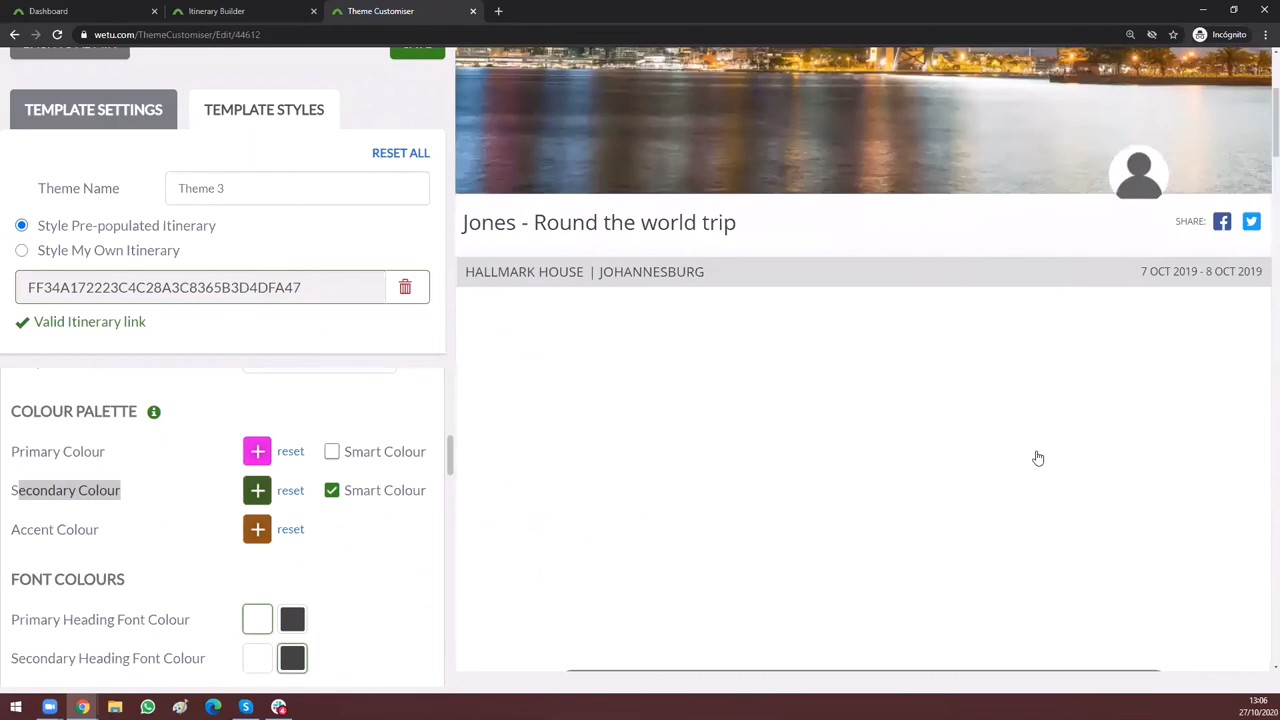 Dashboard
Itinerary Builder
Theme Customiser
wetu.com/ThemeCustomiser/Edit/44612
Incógnito
TEMPLATE SETTINGS
TEMPLATE STYLES
RESET ALL
Theme Name
Theme 3
Style Pre-populated Itinerary
Style My Own Itinerary
FF34A172223C4C28A3C8365B3D4DFA47
Valid Itinerary link
COLOUR PALETTE
Primary Colour
reset
Smart Colour
Secondary Colour
reset
Smart Colour
Accent Colour
reset
FONT COLOURS
Primary Heading Font Colour
Secondary Heading Font Colour
Jones - Round the world trip
SHARE:
HALLMARK HOUSE | JOHANNESBURG
7 OCT 2019 - 8 OCT 2019
13:06
27/10/2020